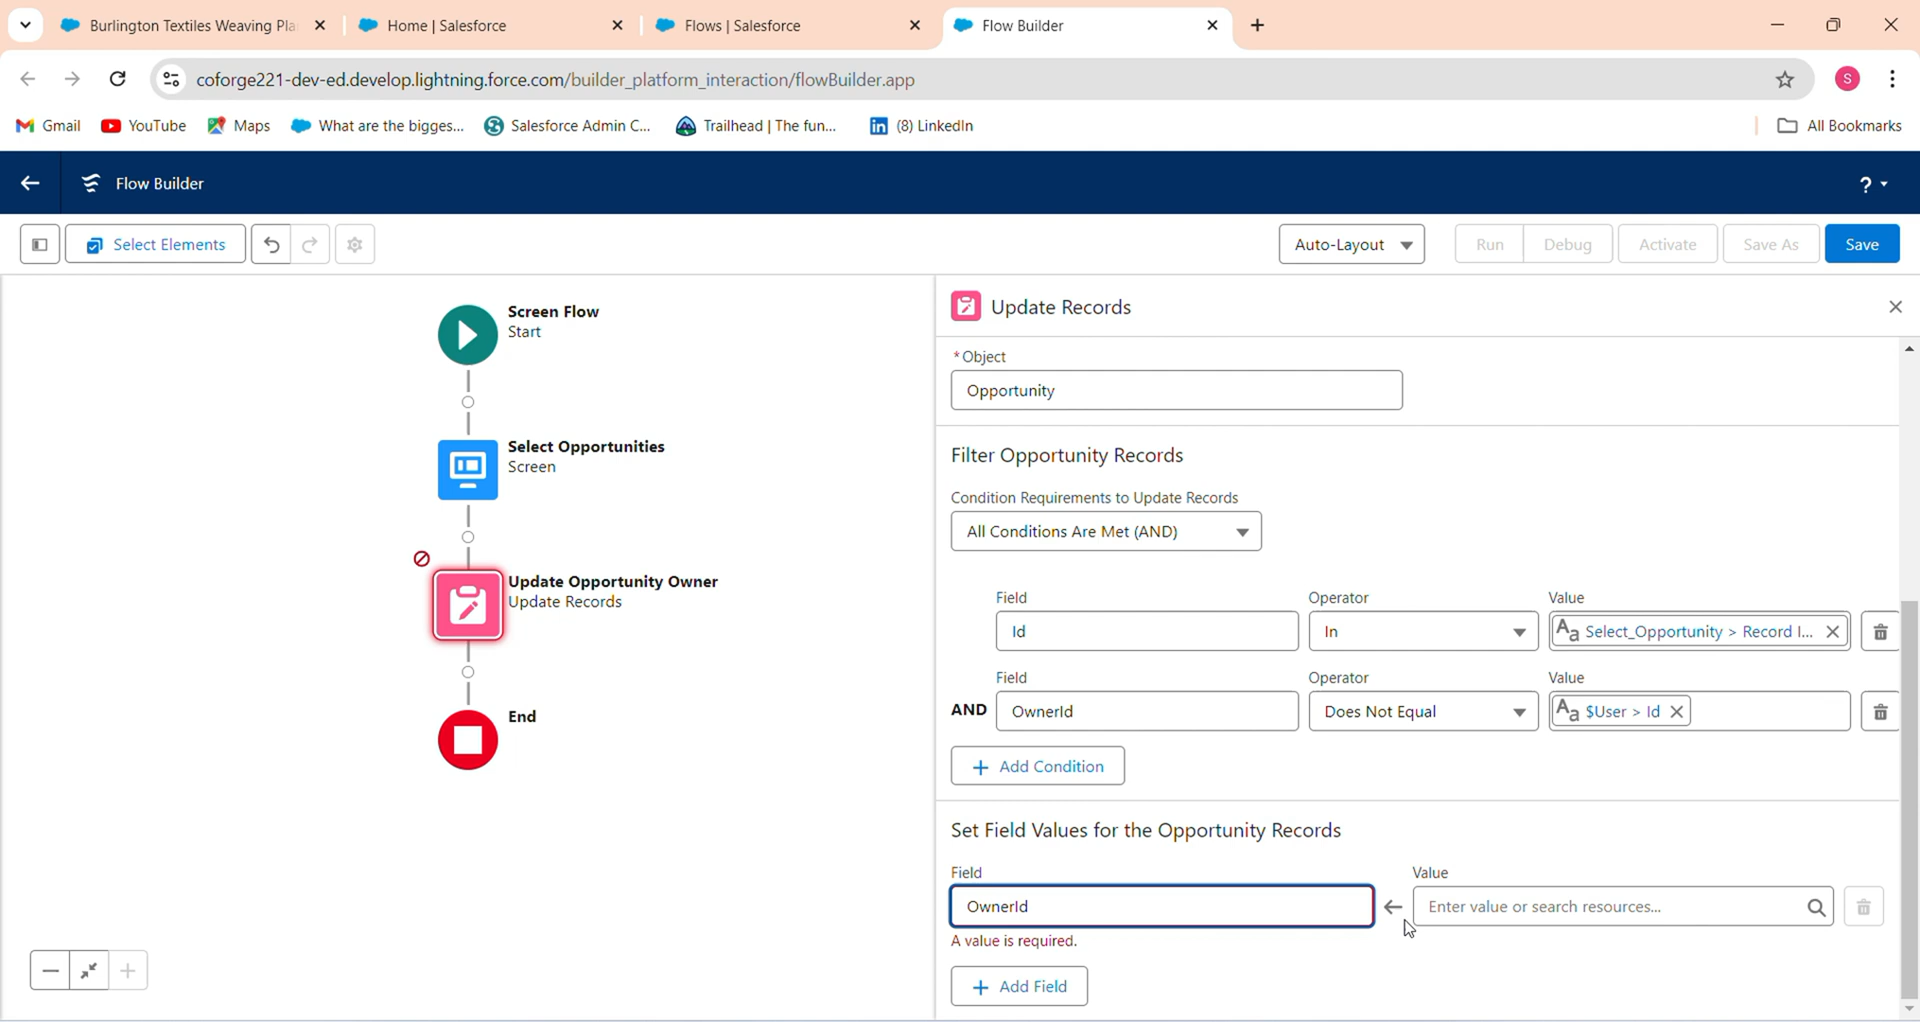 Burlington Textiles Weaving Pla
Home | Salesforce
Flows | Salesforce
Flow Builder
coforge221-dev-ed.develop.lightning.force.com/builder_platform_interaction/flowBuilder.app
S
Gmail
YouTube
Maps
What are the bigges...
Salesforce Admin C...
Trailhead | The fun...
in
(8) LinkedIn
All Bookmarks
Flow Builder
?
Select Elements
Auto-Layout
Run
Debug
Activate
Save As
Save
Screen Flow
Start
Select Opportunities
Screen
Update Opportunity Owner
Update Records
End
Update Records
* Object
Opportunity
Filter Opportunity Records
Condition Requirements to Update Records
All Conditions Are Met (AND)
Field Operator Value
Id In Aa Select_Opportunity > Record I...
Field Operator Value
AND OwnerId Does Not Equal Aa $User > Id
+ Add Condition
Set Field Values for the Opportunity Records
Field Value
OwnerId Enter value or search resources...
A value is required.
+ Add Field